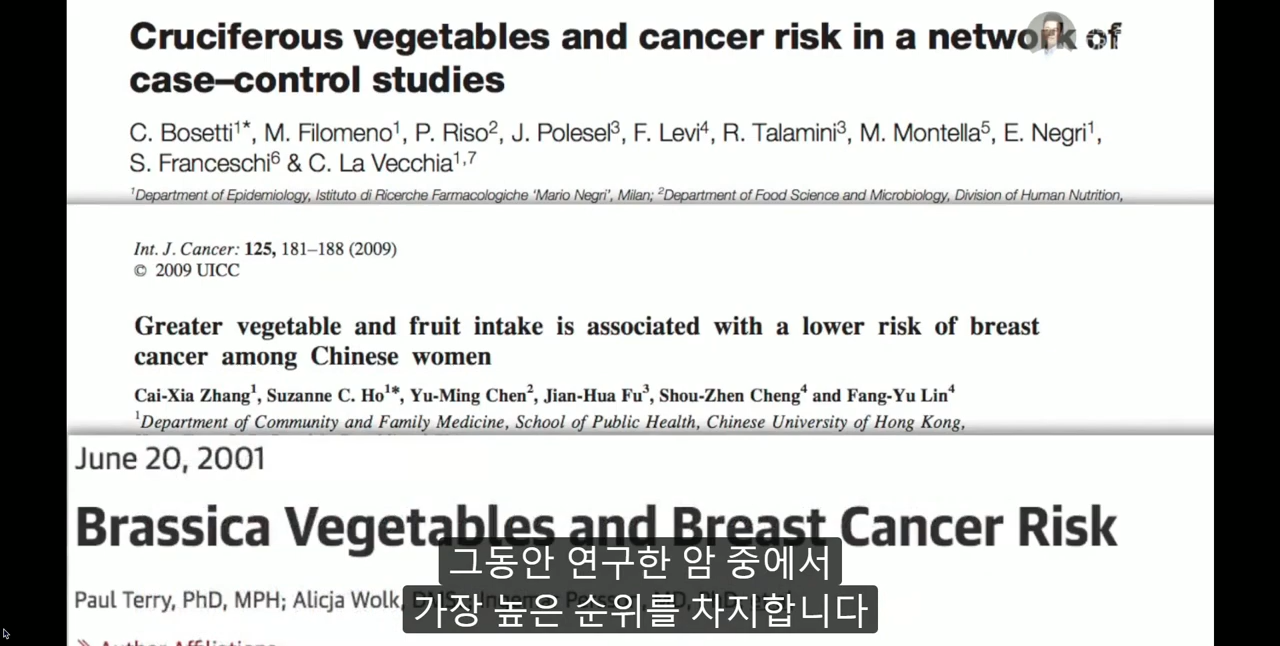 Cruciferous vegetables and cancer risk in a network of
case–control studies
C. Bosetti1*, M. Filomeno1, P. Riso2, J. Polesel3, F. Levi4, R. Talamini3, M. Montella5, E. Negri1,
S. Franceschi6 & C. La Vecchia1,7
1Department of Epidemiology, Istituto di Ricerche Farmacologiche ‘Mario Negri’, Milan; 2Department of Food Science and Microbiology, Division of Human Nutrition,
Int. J. Cancer: 125, 181–188 (2009)
© 2009 UICC
Greater vegetable and fruit intake is associated with a lower risk of breast
cancer among Chinese women
Cai-Xia Zhang1, Suzanne C. Ho1*, Yu-Ming Chen2, Jian-Hua Fu3, Shou-Zhen Cheng4 and Fang-Yu Lin4
1Department of Community and Family Medicine, School of Public Health, Chinese University of Hong Kong,
June 20, 2001
Brassica Vegetables and Breast Cancer Risk
그동안 연구한 암 중에서
Paul Terry, PhD, MPH; Alicja Wolk,
가장 높은 순위를 차지합니다